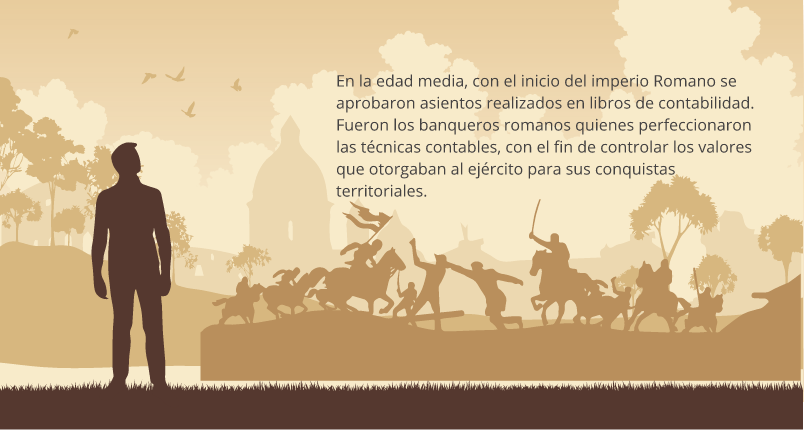 En la edad media, con el inicio del imperio Romano se
aprobaron asientos realizados en libros de contabilidad.
Fueron los banqueros romanos quienes perfeccionaron
las técnicas contables, con el fin de controlar los valores
que otorgaban al ejército para sus conquistas
territoriales.